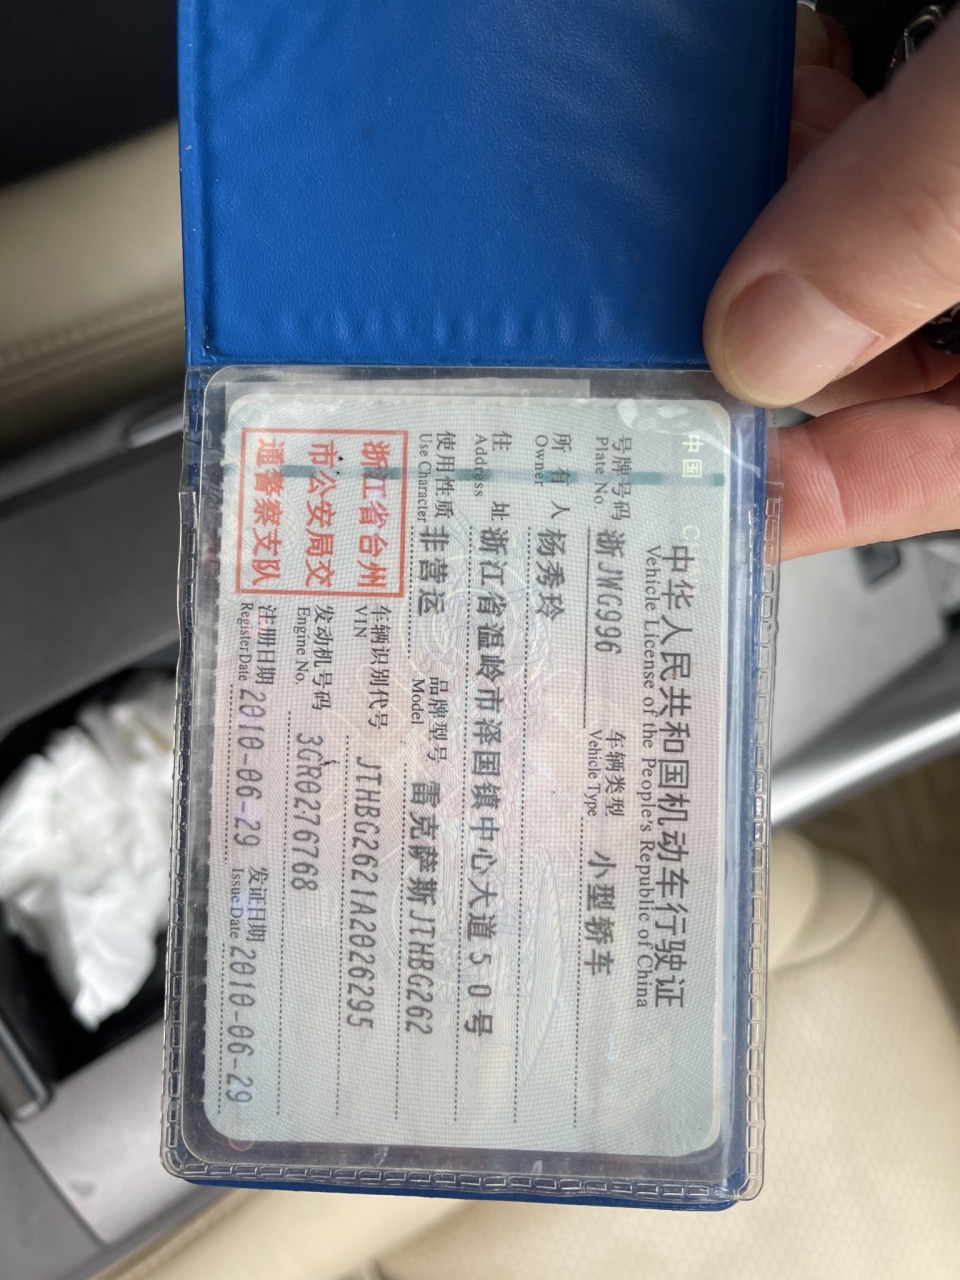 中国 C
中华人民共和国机动车行驶证
Vehicle License of the People's Republic of China
号牌号码 浙JWG996 车辆类型 小型轿车
Plate No. Vehicle Type
所有人 杨秀玲
Owner
住址 浙江省温岭市泽国镇中心大道50号
Address
使用性质 非营运 品牌型号 雷克萨斯JTHBG262
Use Character Model
浙江省台州
市公安局交
通警察支队
车辆识别代号 JTHBG2621A2026295
VIN
发动机号码 3GR0276768
Engine No.
注册日期 2010-06-29 发证日期 2010-06-29
Register Date Issue Date